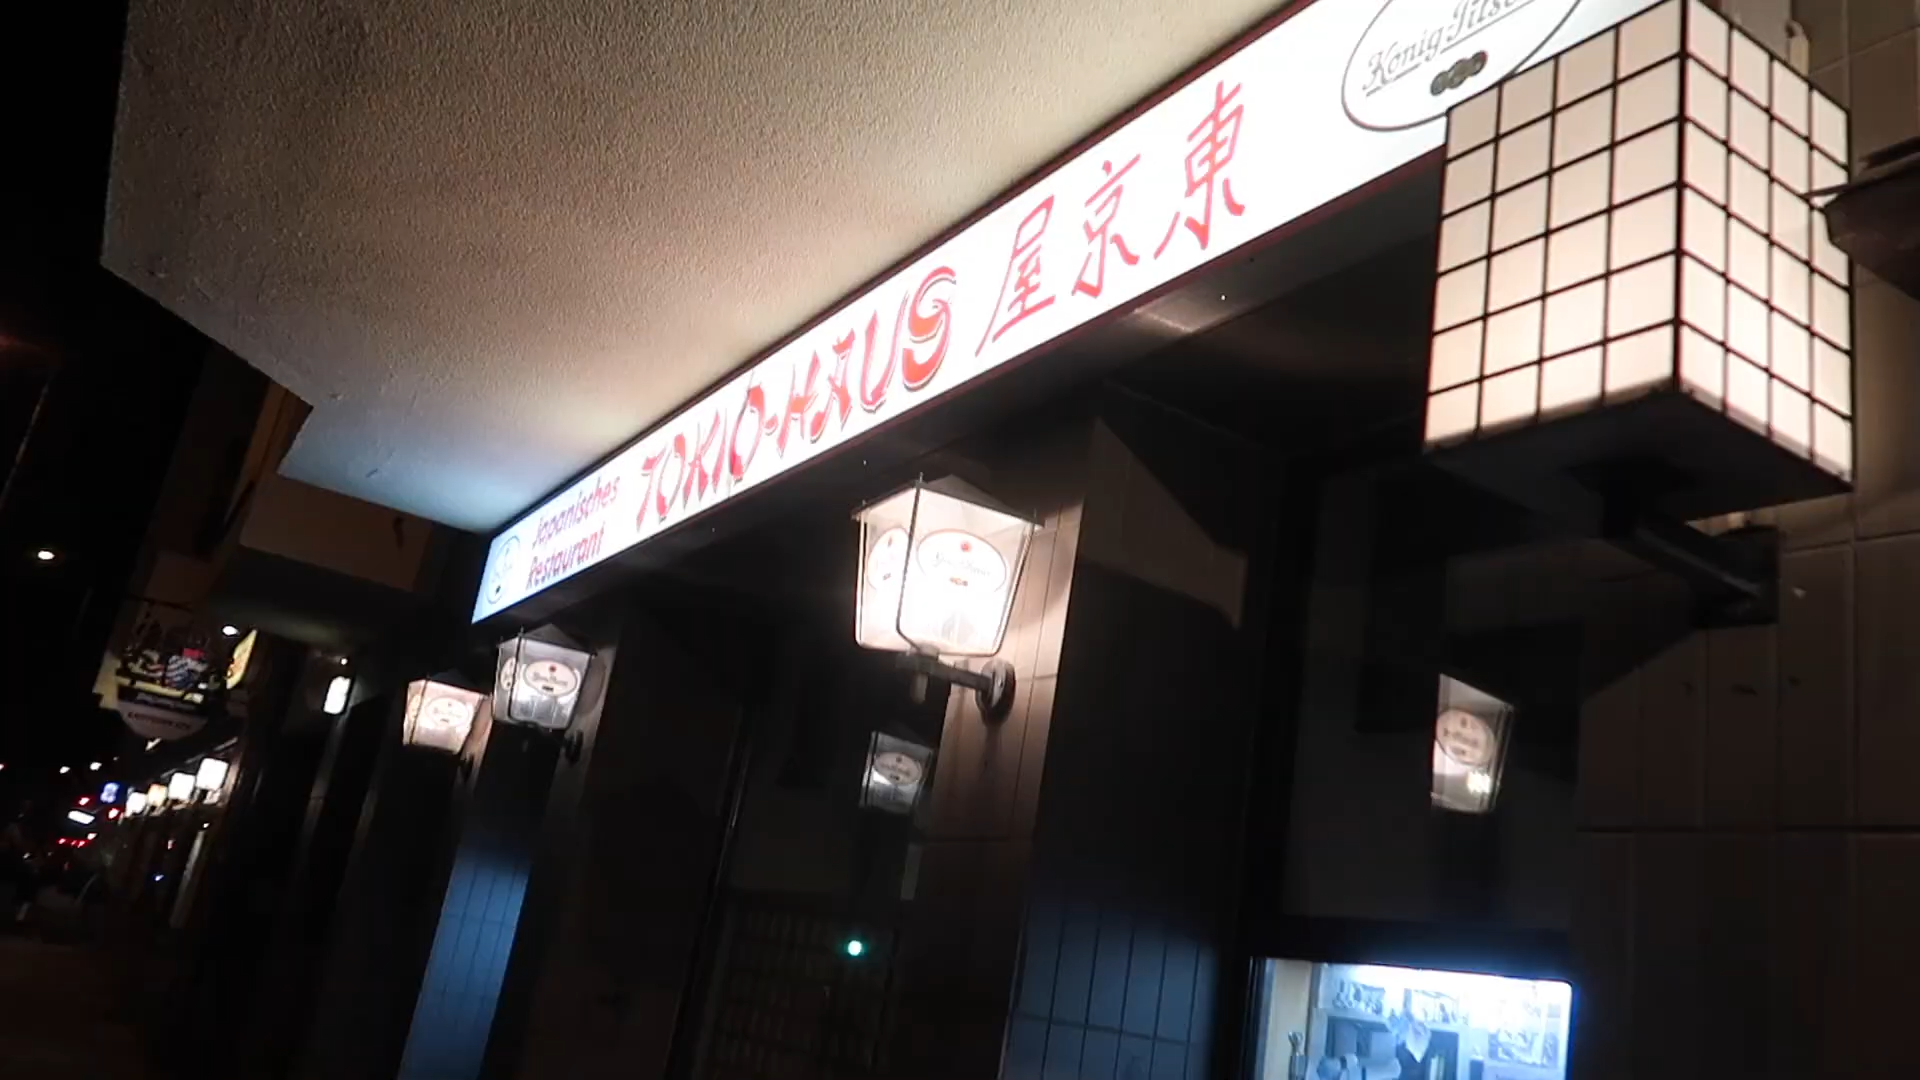 Japanisches
Restaurant
TOKIO-HAUS
屋京東
König Pilsener